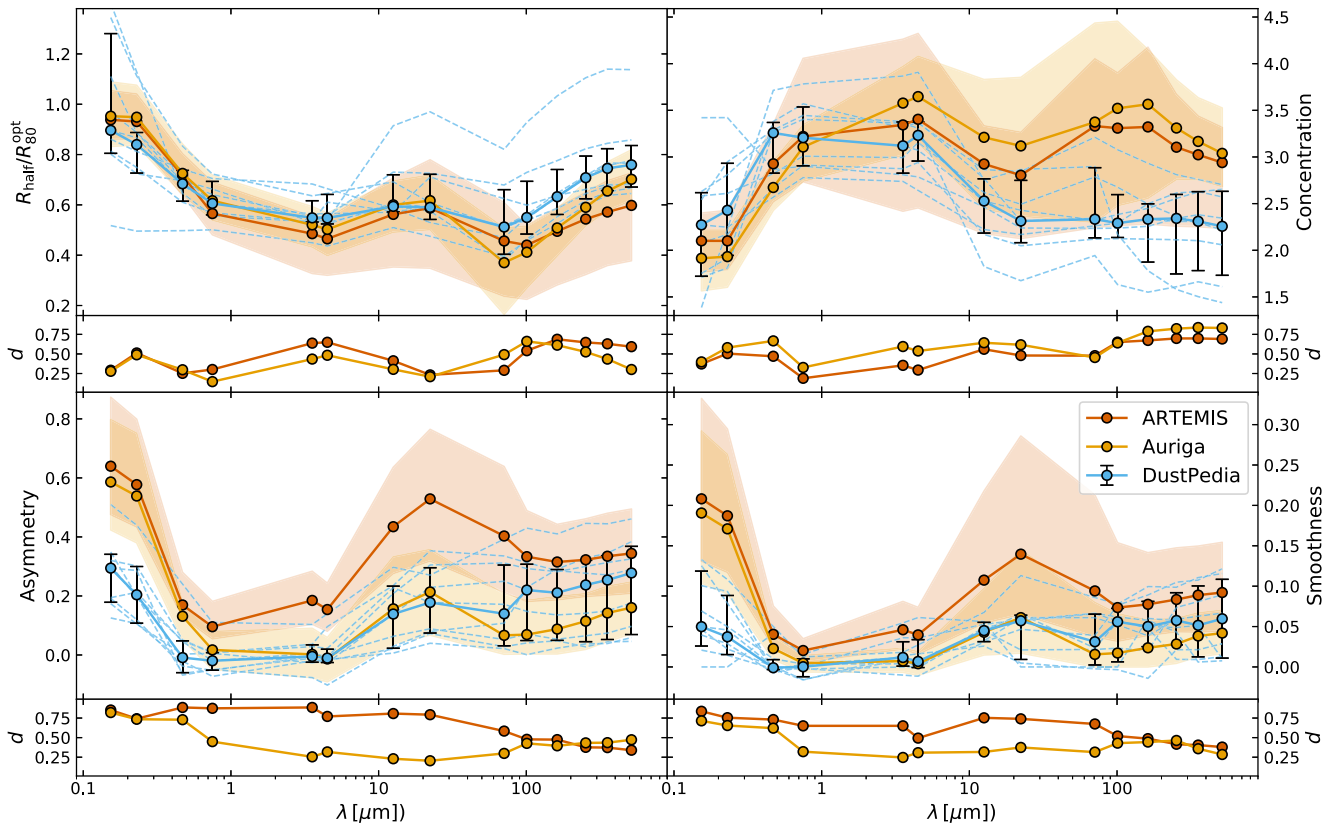 1.2
1.0
0.8
0.6
0.4
0.2
R_half/R_80^opt
4.5
4.0
3.5
3.0
2.5
2.0
1.5
Concentration
0.75
0.50
0.25
0.75
0.50
0.25
d
0.8
0.6
0.4
0.2
0.0
Asymmetry
ARTEMIS
Auriga
DustPedia
0.30
0.25
0.20
0.15
0.10
0.05
0.00
Smoothness
0.75
0.50
0.25
d
0.75
0.50
0.25
d
0.1 1 10 100
0.1 1 10 100
λ [μm])
λ [μm])